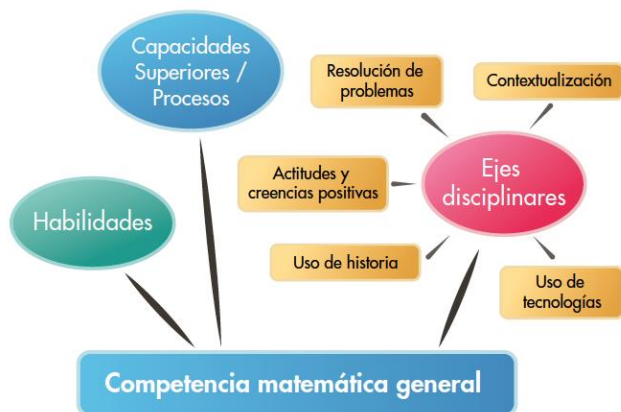 Capacidades
Superiores /
Procesos
Resolución de
problemas
Contextualización
Actitudes y
creencias positivas
Ejes
disciplinares
Habilidades
Uso de historia
Uso de
tecnologías
Competencia matemática general